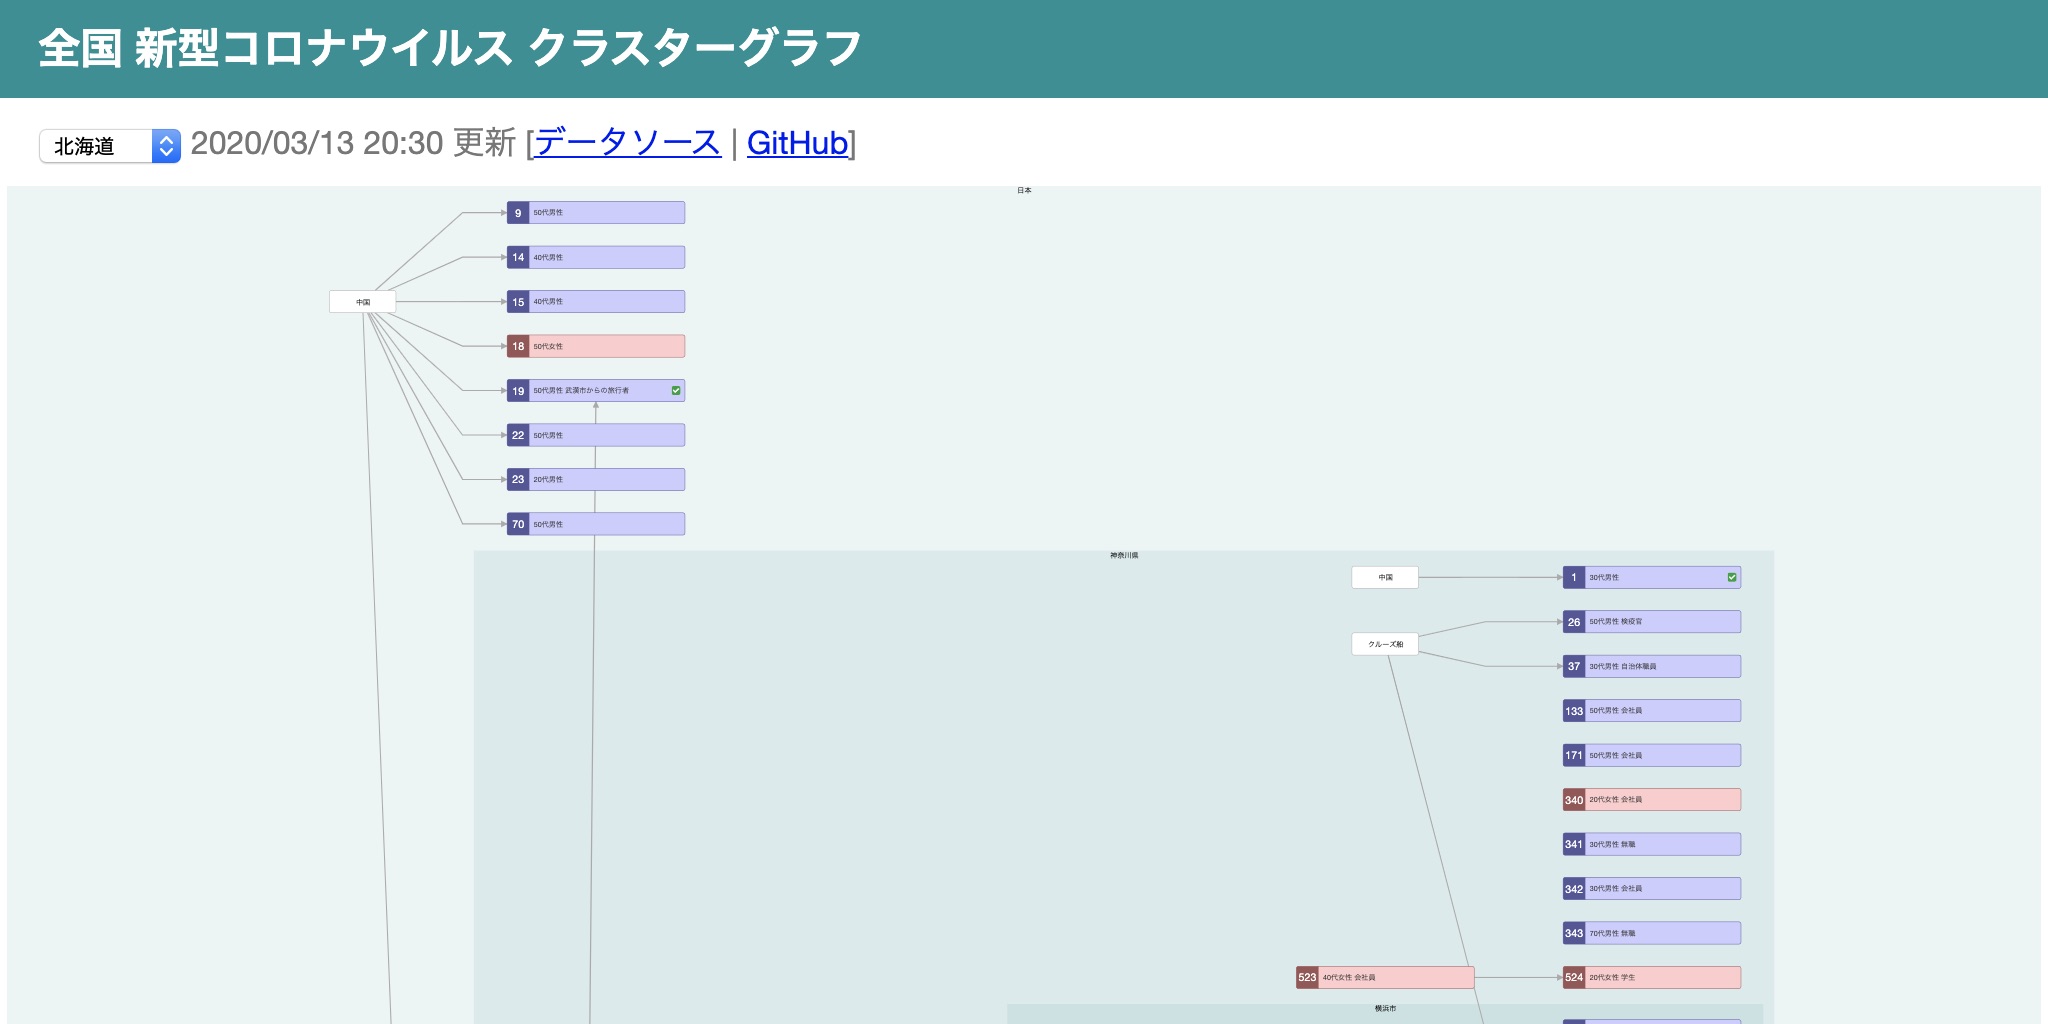 全国 新型コロナウイルス クラスターグラフ
北海道 2020/03/13 20:30 更新 [データソース | GitHub]
日本
9 50代男性
14 40代男性
中国
15 40代男性
18 50代女性
19 50代男性 武漢市からの旅行者
22 50代男性
23 20代男性
70 50代男性
神奈川県
中国
1 30代男性
26 50代男性 検疫官
クルーズ船
37 30代男性 自治体職員
133 50代男性 会社員
171 50代男性 会社員
340 20代女性 会社員
341 30代男性 無職
342 30代男性 会社員
343 70代男性 無職
523 40代女性 会社員
524 20代女性 学生
横浜市